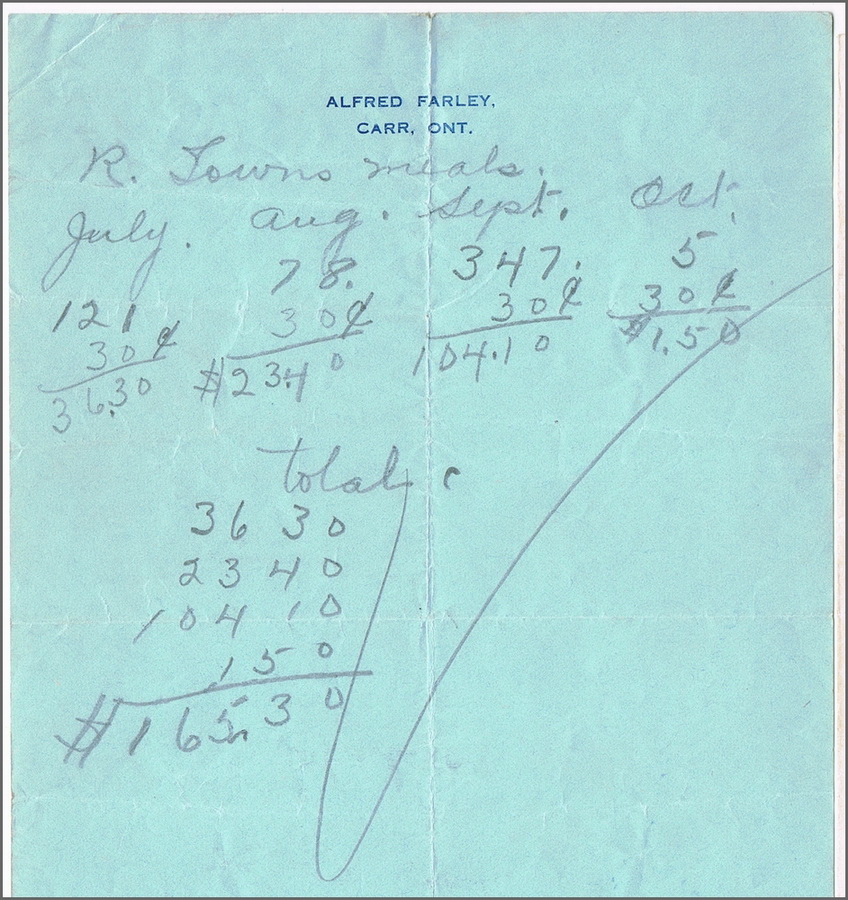 ALFRED FARLEY,
CARR, ONT.
R. Towns meals.
July. Aug. Sept. Oct.
121 78. 347. 5
30¢ 30¢ 30¢ 30¢
36.30 $23.40 104.10 $1.50
total
36 30
23 40
104 10
1 50
$165.30